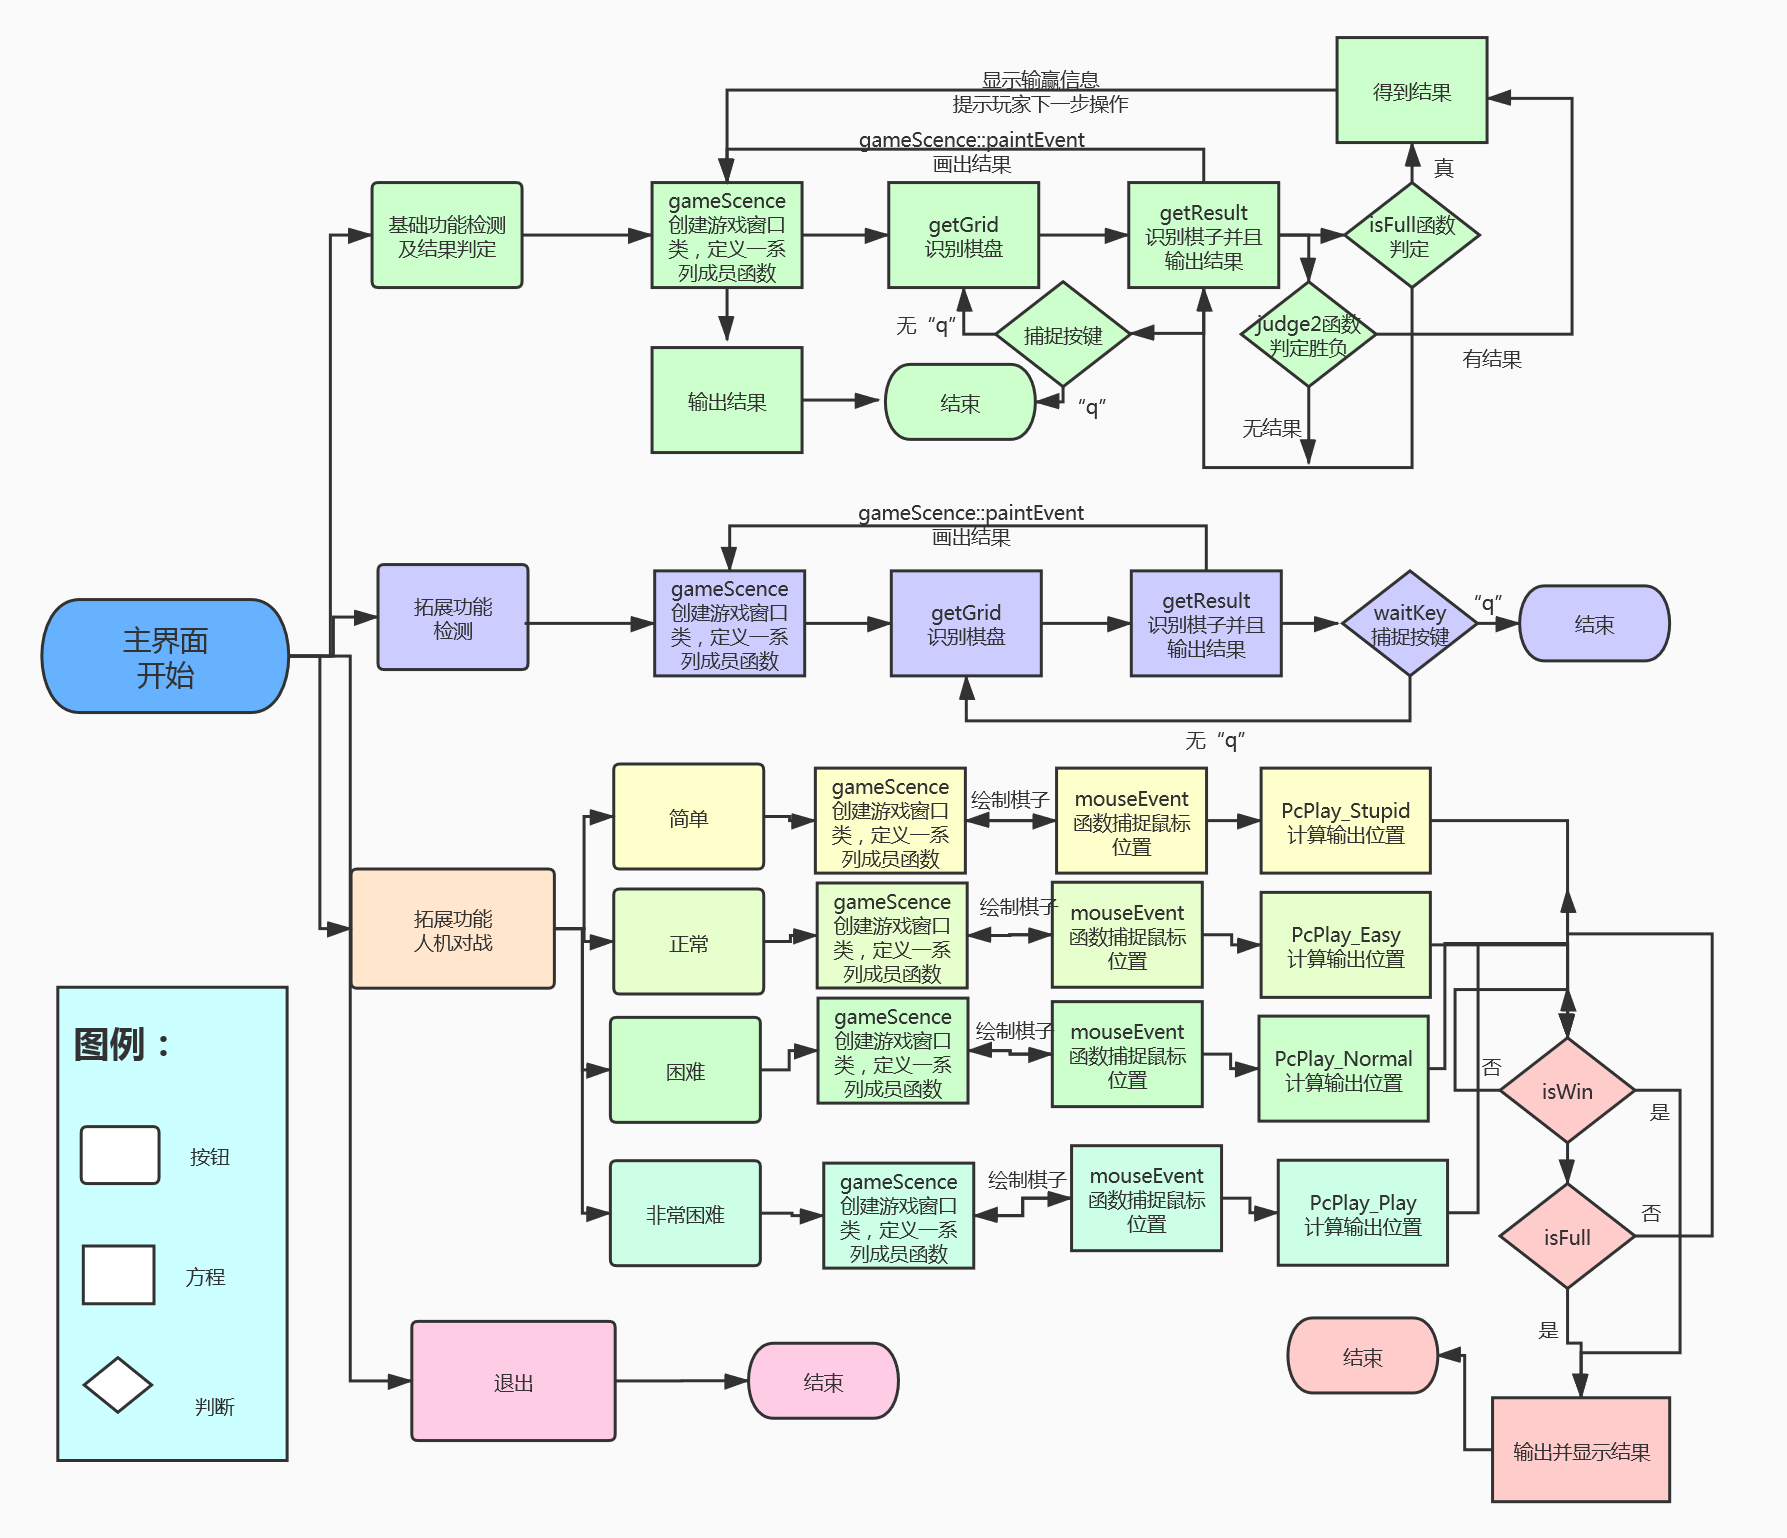 显示输赢信息
提示玩家下一步操作
得到结果
gameScence::paintEvent
画出结果
真
基础功能检测
及结果判定
gameScence
创建游戏窗口
类，定义一系
列成员函数
getGrid
识别棋盘
getResult
识别棋子并且
输出结果
isFull函数
判定
无“q”
捕捉按键
judge2函数
判定胜负
有结果
输出结果
结束
“q”
无结果
gameScence::paintEvent
画出结果
主界面
开始
拓展功能
检测
gameScence
创建游戏窗口
类，定义一系
列成员函数
getGrid
识别棋盘
getResult
识别棋子并且
输出结果
waitKey
捕捉按键
“q”
结束
无“q”
拓展功能
人机对战
简单
gameScence
创建游戏窗口
类，定义一系
列成员函数
绘制棋子
mouseEvent
函数捕捉鼠标
位置
PcPlay_Stupid
计算输出位置
正常
gameScence
创建游戏窗口
类，定义一系
列成员函数
绘制棋子
mouseEvent
函数捕捉鼠标
位置
PcPlay_Easy
计算输出位置
困难
gameScence
创建游戏窗口
类，定义一系
列成员函数
绘制棋子
mouseEvent
函数捕捉鼠标
位置
PcPlay_Normal
计算输出位置
否
isWin
是
非常困难
gameScence
创建游戏窗口
类，定义一系
列成员函数
绘制棋子
mouseEvent
函数捕捉鼠标
位置
PcPlay_Play
计算输出位置
否
isFull
是
图例：
按钮
方程
判断
退出
结束
结束
输出并显示结果